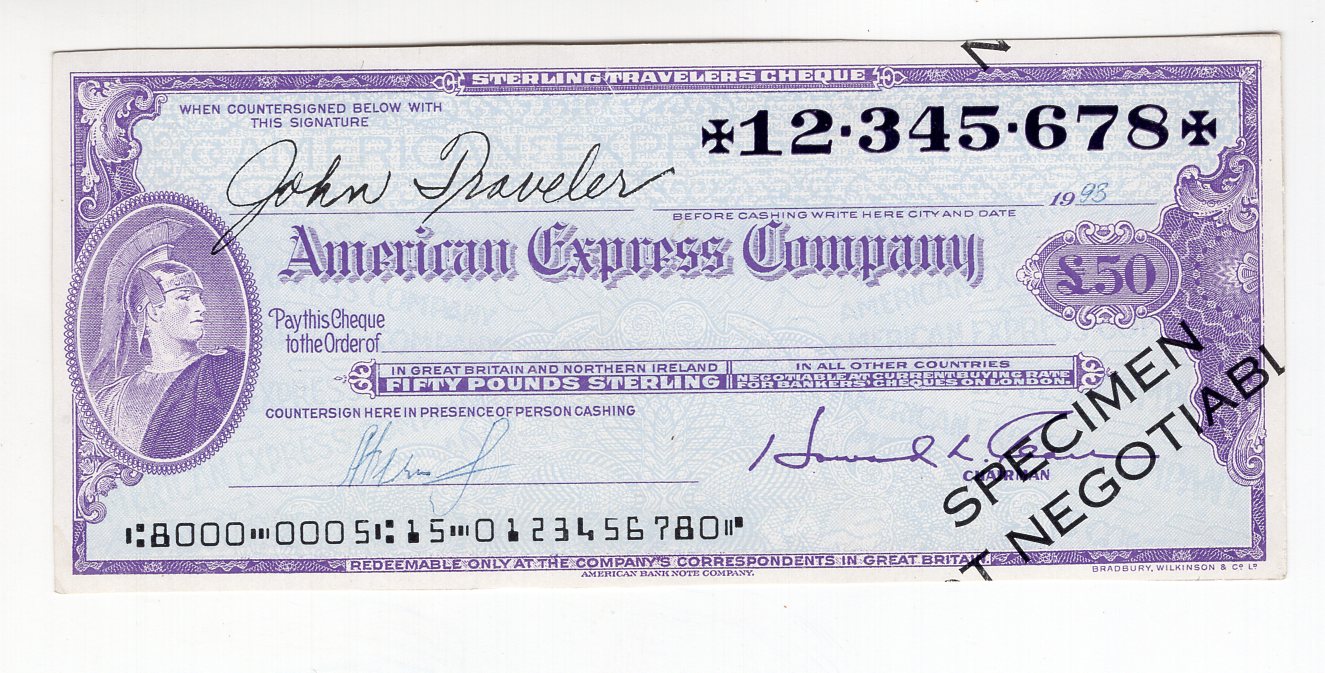 STERLING TRAVELERS CHEQUE
WHEN COUNTERSIGNED BELOW WITH
THIS SIGNATURE
✠12·345·678✠
John Traveler
1993
BEFORE CASHING WRITE HERE CITY AND DATE
American Express Company
£50
Pay this Cheque
to the Order of
IN GREAT BRITAIN AND NORTHERN IRELAND
FIFTY POUNDS STERLING
IN ALL OTHER COUNTRIES
NEGOTIABLE AT CURRENT BUYING RATE
FOR BANKERS' CHEQUES ON LONDON.
COUNTERSIGN HERE IN PRESENCE OF PERSON CASHING
Howard L.
CHAIRMAN
SPECIMEN
T NEGOTIABL
N
⑆8000⑉0005⑆15⑉0123456780⑈
REDEEMABLE ONLY AT THE COMPANY'S CORRESPONDENTS IN GREAT BRITAIN.
AMERICAN BANK NOTE COMPANY.
BRADBURY, WILKINSON & Cº Lº